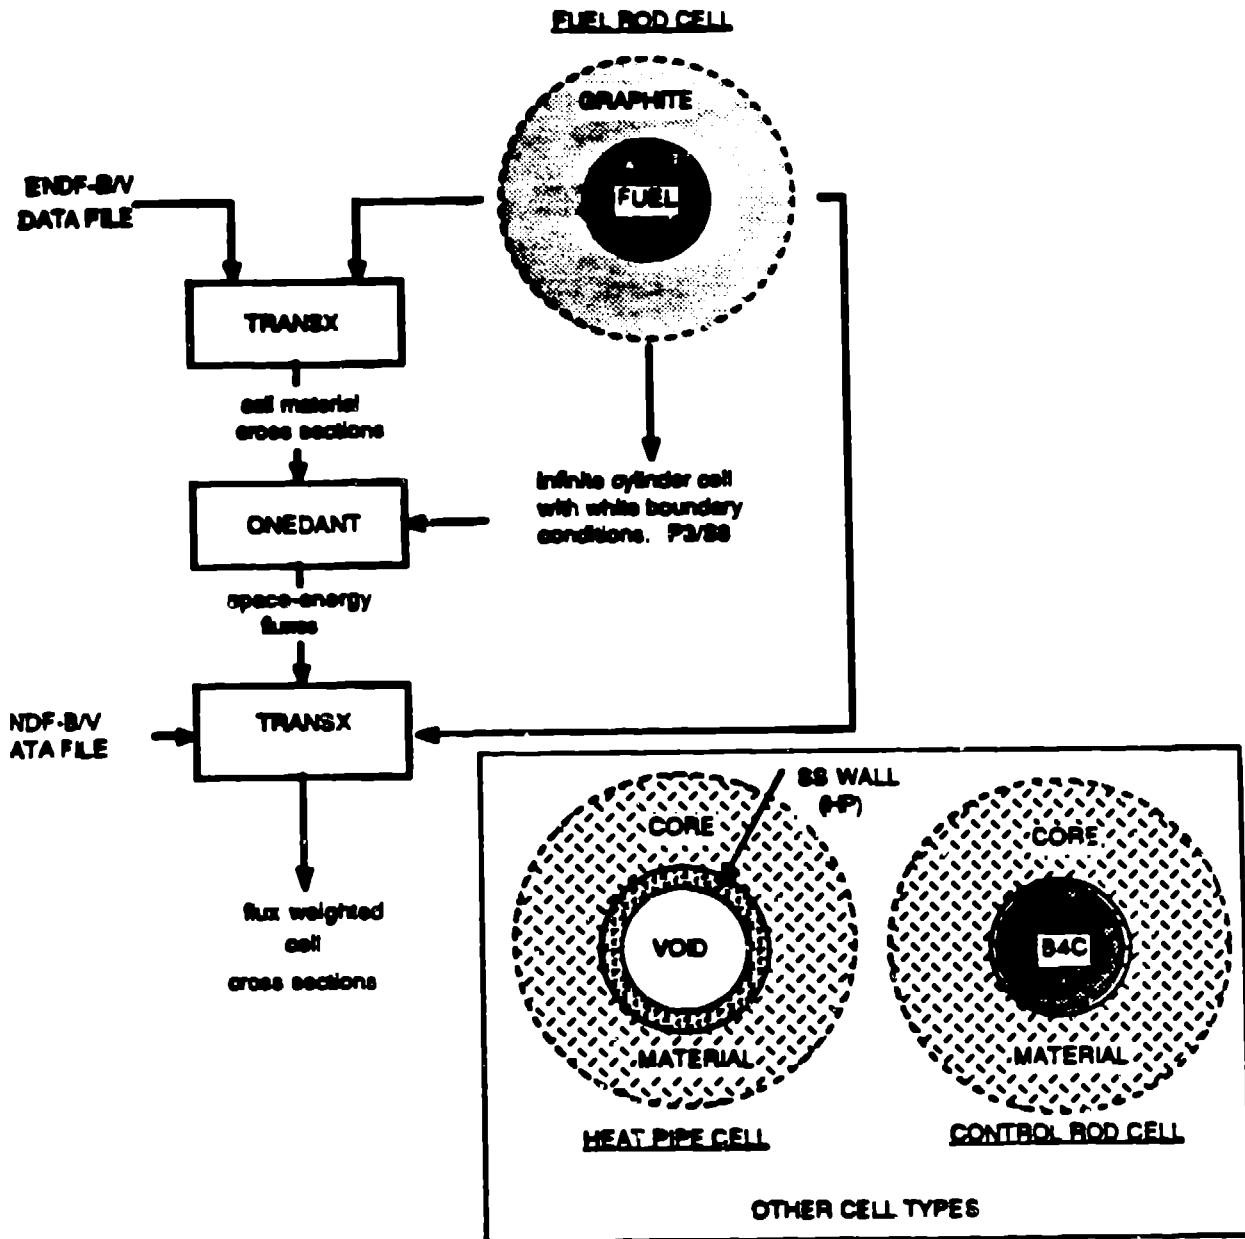 FUEL ROD CELL
GRAPHITE
FUEL
ENDF-B/V
DATA FILE
TRANSX
cell material
cross sections
ONEDANT
infinite cylinder cell
with white boundary
conditions. P3/S8
space-energy
fluxes
NDF-B/V
ATA FILE
TRANSX
flux weighted
cell
cross sections
SS WALL
(HP)
CORE
VOID
MATERIAL
HEAT PIPE CELL
CORE
B4C
MATERIAL
CONTROL ROD CELL
OTHER CELL TYPES